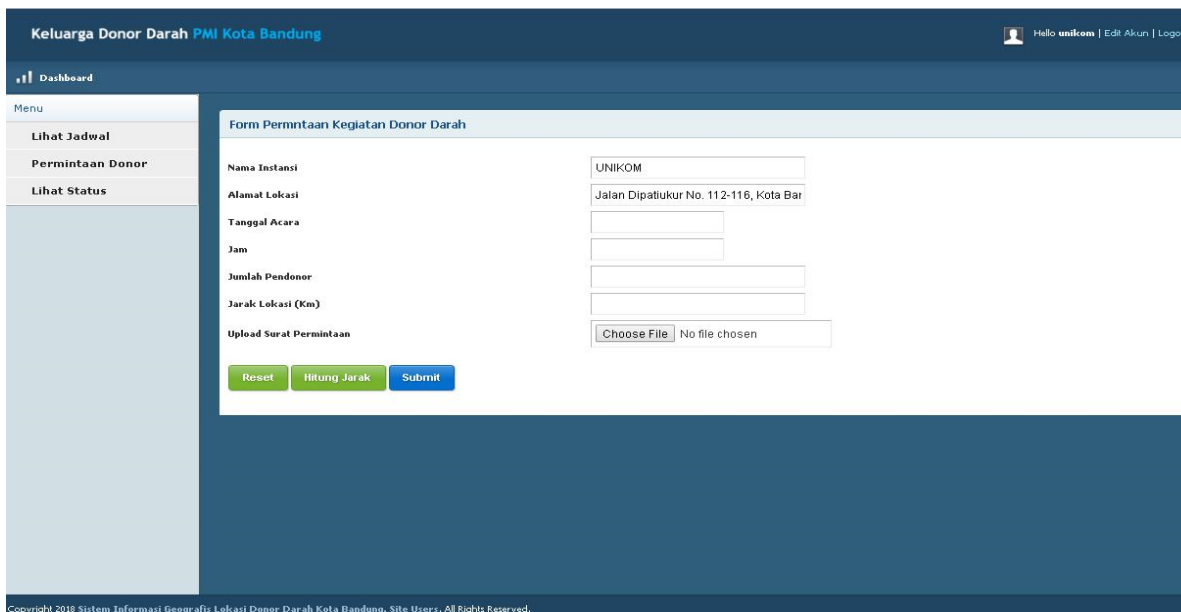 Keluarga Donor Darah PMI Kota Bandung
Hello unikom | Edit Akun | Logo
Dashboard
Menu
Lihat Jadwal
Permintaan Donor
Lihat Status
Form Permntaan Kegiatan Donor Darah
Nama Instansi UNIKOM
Alamat Lokasi Jalan Dipatiukur No. 112-116, Kota Bar
Tanggal Acara
Jam
Jumlah Pendonor
Jarak Lokasi (Km)
Upload Surat Permintaan Choose File No file chosen
Reset Hitung Jarak Submit
Copyright 2018 Sistem Informasi Geografis Lokasi Donor Darah Kota Bandung, Site Users. All Rights Reserved.